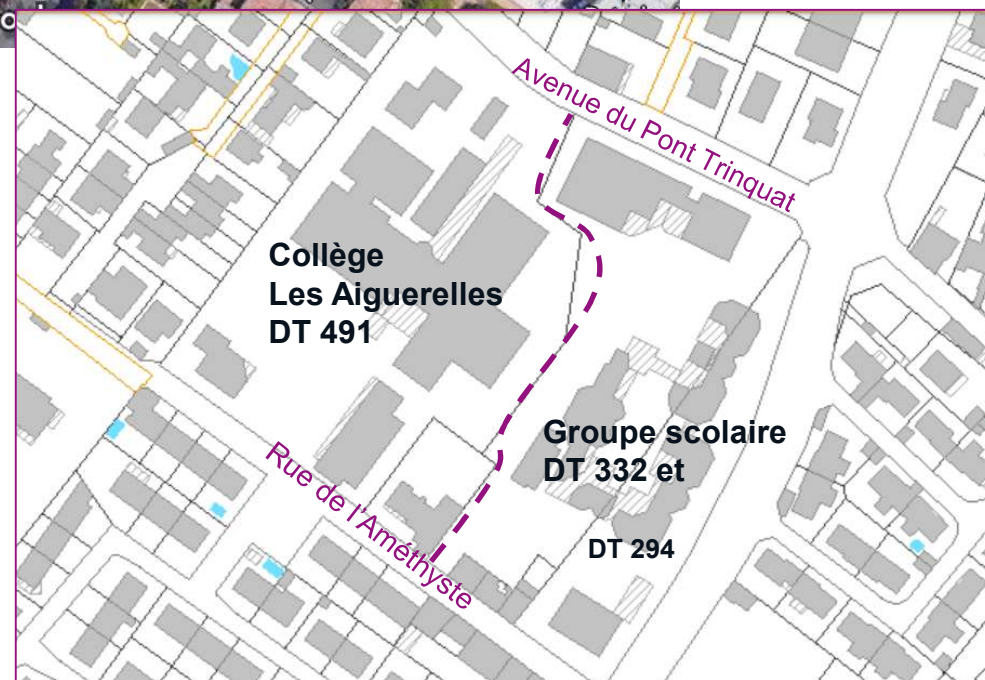 Avenue du Pont Trinquat
Collège
Les Aiguerelles
DT 491
Groupe scolaire
DT 332 et
DT 294
Rue de l'Améthyste